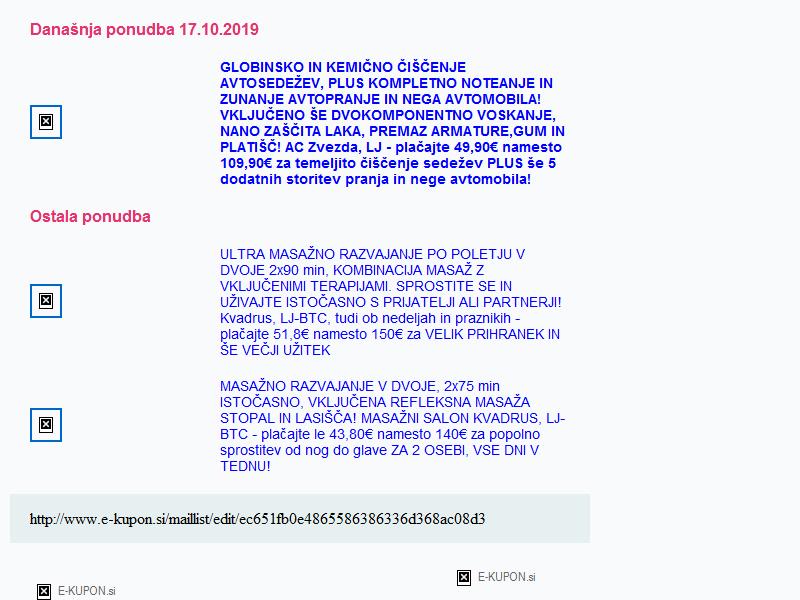 Današnja ponudba 17.10.2019
GLOBINSKO IN KEMIČNO ČIŠČENJE
AVTOSEDEŽEV, PLUS KOMPLETNO NOTEANJE IN
ZUNANJE AVTOPRANJE IN NEGA AVTOMOBILA!
VKLJUČENO ŠE DVOKOMPONENTNO VOSKANJE,
NANO ZAŠČITA LAKA, PREMAZ ARMATURE,GUM IN
PLATIŠČ! AC Zvezda, LJ - plačajte 49,90€ namesto
109,90€ za temeljito čiščenje sedežev PLUS še 5
dodatnih storitev pranja in nege avtomobila!
Ostala ponudba
ULTRA MASAŽNO RAZVAJANJE PO POLETJU V
DVOJE 2x90 min, KOMBINACIJA MASAŽ Z
VKLJUČENIMI TERAPIJAMI. SPROSTITE SE IN
UŽIVAJTE ISTOČASNO S PRIJATELJI ALI PARTNERJI!
Kvadrus, LJ-BTC, tudi ob nedeljah in praznikih -
plačajte 51,8€ namesto 150€ za VELIK PRIHRANEK IN
ŠE VEČJI UŽITEK
MASAŽNO RAZVAJANJE V DVOJE, 2x75 min
ISTOČASNO, VKLJUČENA REFLEKSNA MASAŽA
STOPAL IN LASIŠČA! MASAŽNI SALON KVADRUS, LJ-
BTC - plačajte le 43,80€ namesto 140€ za popolno
sprostitev od nog do glave ZA 2 OSEBI, VSE DNI V
TEDNU!
http://www.e-kupon.si/maillist/edit/ec651fb0e4865586386336d368ac08d3
E-KUPON.si
E-KUPON.si